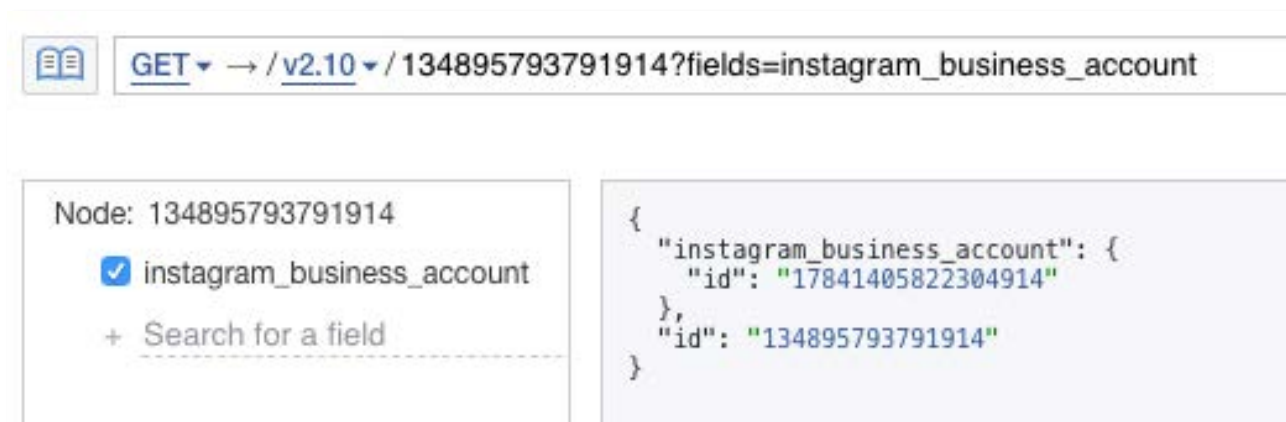 GET → / v2.10 / 134895793791914?fields=instagram_business_account
Node: 134895793791914
instagram_business_account
+ Search for a field
{
"instagram_business_account": {
"id": "17841405822304914"
},
"id": "134895793791914"
}